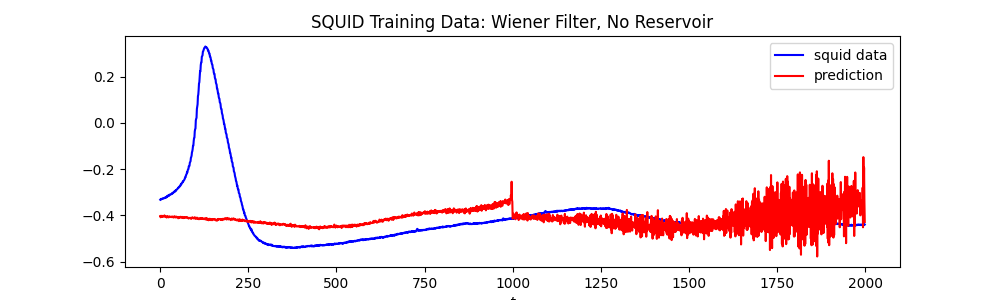 SQUID Training Data: Wiener Filter, No Reservoir
squid data
prediction
0.2
0.0
−0.2
−0.4
−0.6
0 250 500 750 1000 1250 1500 1750 2000
t